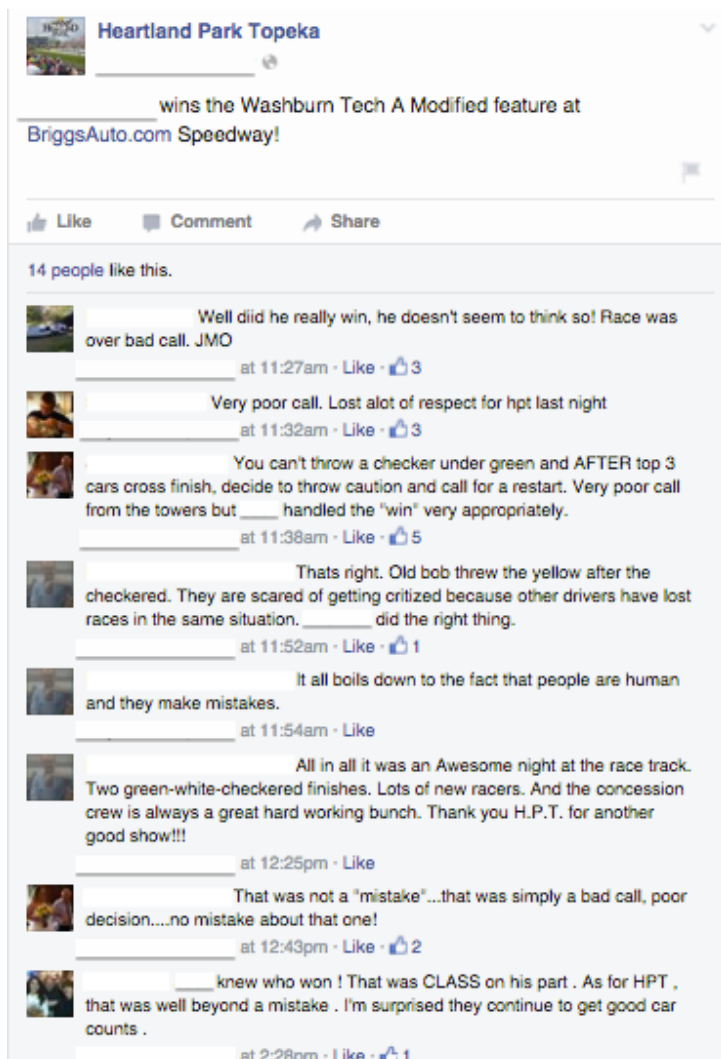 Heartland Park Topeka
wins the Washburn Tech A Modified feature at
BriggsAuto.com Speedway!
Like Comment Share
14 people like this.
Well diid he really win, he doesn't seem to think so! Race was
over bad call. JMO
at 11:27am · Like · 3
Very poor call. Lost alot of respect for hpt last night
at 11:32am · Like · 3
You can't throw a checker under green and AFTER top 3
cars cross finish, decide to throw caution and call for a restart. Very poor call
from the towers but handled the "win" very appropriately.
at 11:38am · Like · 5
Thats right. Old bob threw the yellow after the
checkered. They are scared of getting critized because other drivers have lost
races in the same situation. did the right thing.
at 11:52am · Like · 1
It all boils down to the fact that people are human
and they make mistakes.
at 11:54am · Like
All in all it was an Awesome night at the race track.
Two green-white-checkered finishes. Lots of new racers. And the concession
crew is always a great hard working bunch. Thank you H.P.T. for another
good show!!!
at 12:25pm · Like
That was not a "mistake"...that was simply a bad call, poor
decision....no mistake about that one!
at 12:43pm · Like · 2
knew who won ! That was CLASS on his part . As for HPT ,
that was well beyond a mistake . I'm surprised they continue to get good car
counts .
at 2:28pm · Like · 1